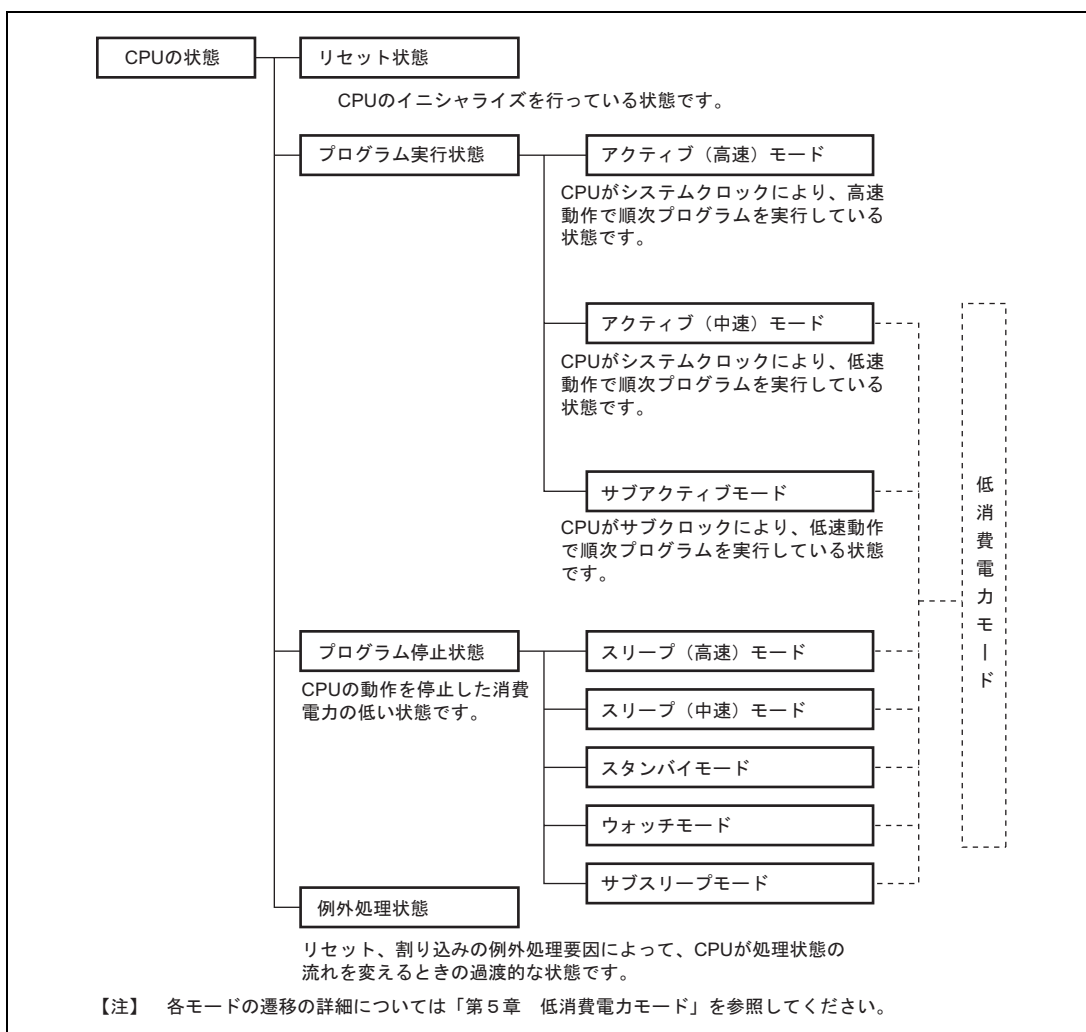 CPUの状態
リセット状態
CPUのイニシャライズを行っている状態です。
プログラム実行状態
アクティブ（高速）モード
CPUがシステムクロックにより、高速
動作で順次プログラムを実行している
状態です。
アクティブ（中速）モード
CPUがシステムクロックにより、低速
動作で順次プログラムを実行している
状態です。
サブアクティブモード
CPUがサブクロックにより、低速動作
で順次プログラムを実行している状態
です。
低消費電力モード
プログラム停止状態
CPUの動作を停止した消費
電力の低い状態です。
スリープ（高速）モード
スリープ（中速）モード
スタンバイモード
ウォッチモード
サブスリープモード
例外処理状態
リセット、割り込みの例外処理要因によって、CPUが処理状態の
流れを変えるときの過渡的な状態です。
【注】　各モードの遷移の詳細については「第５章　低消費電力モード」を参照してください。